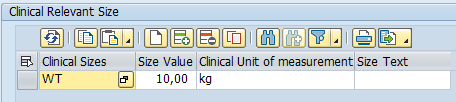 Clinical Relevant Size
Clinical Sizes Size Value Clinical Unit of measurement Size Text
WT 10,00 kg